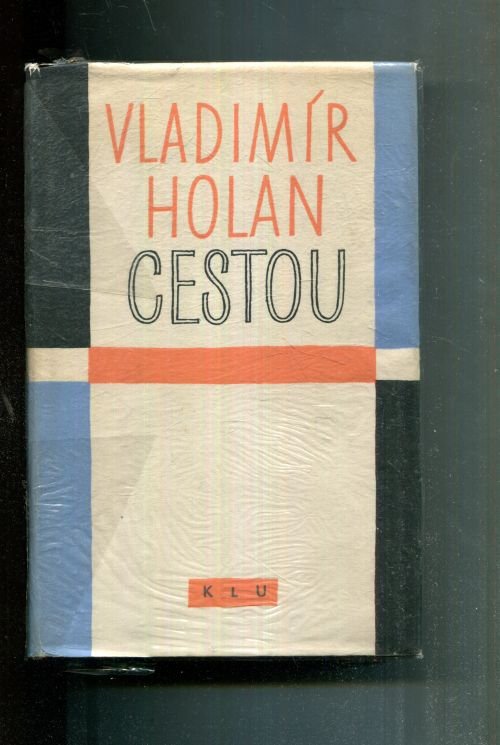 VLADIMÍR
HOLAN
CESTOU
KLU